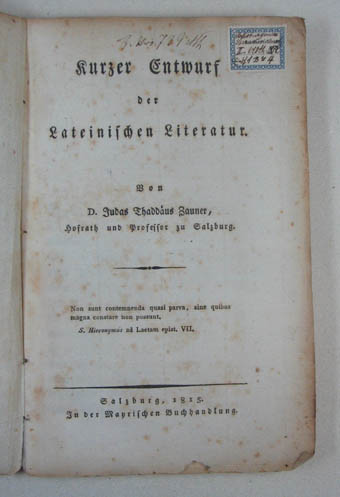 Kurzer Entwurf
der
Lateinischen Literatur.
Von
D. Judas Thaddäus Zauner,
Hofrath und Professor zu Salzburg.
Non sunt contemnenda quasi parva, sine quibus
magna constare non possunt.
S. Hieronymus ad Laetam epist. VII.
Salzburg, 1815.
In der Mayrischen Buchhandlung.